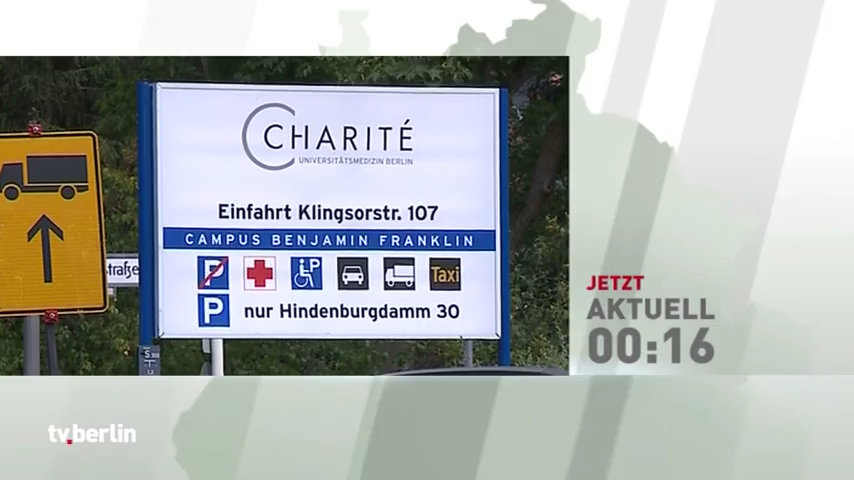 CHARITÉ
UNIVERSITÄTSMEDIZIN BERLIN
Einfahrt Klingsorstr. 107
CAMPUS BENJAMIN FRANKLIN
P
P
Taxi
P nur Hindenburgdamm 30
straße
JETZT
AKTUELL
00:16
tv.berlin